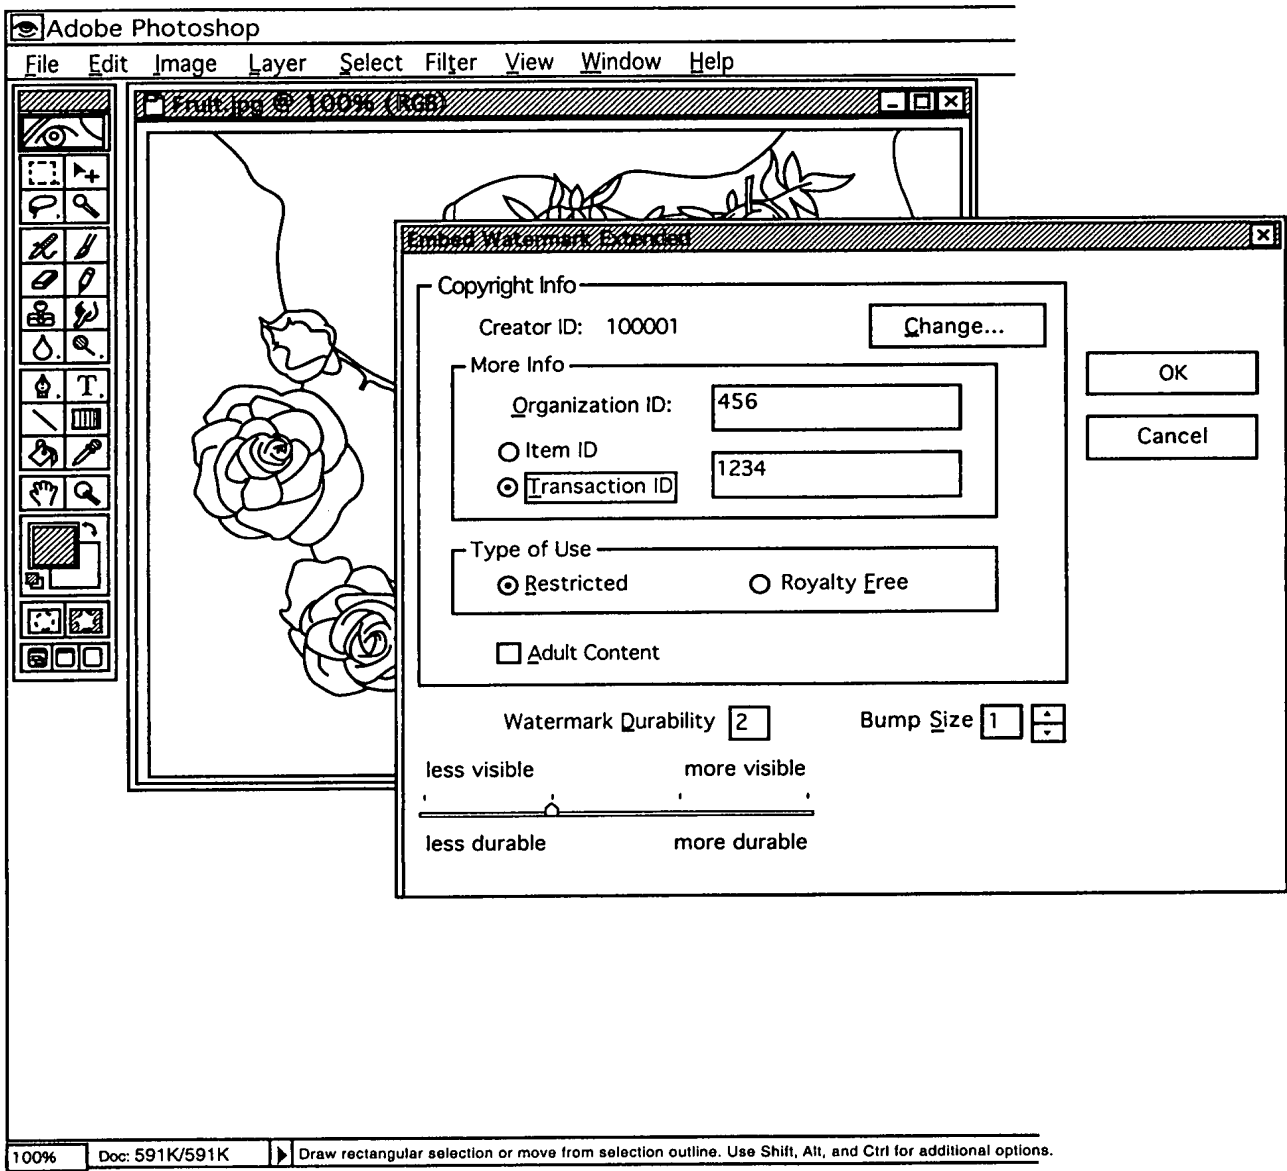 Adobe Photoshop
File Edit Image Layer Select Filter View Window Help
Fruit.jpg @ 100% (RGB)
Embed Watermark Extended
Copyright Info
Creator ID: 100001
Change...
More Info
OK
Organization ID: 456
Cancel
Item ID
Transaction ID 1234
T
Type of Use
Restricted Royalty Free
Adult Content
Watermark Durability 2 Bump Size 1
less visible more visible
less durable more durable
100% Doc: 591K/591K Draw rectangular selection or move from selection outline. Use Shift, Alt, and Ctrl for additional options.